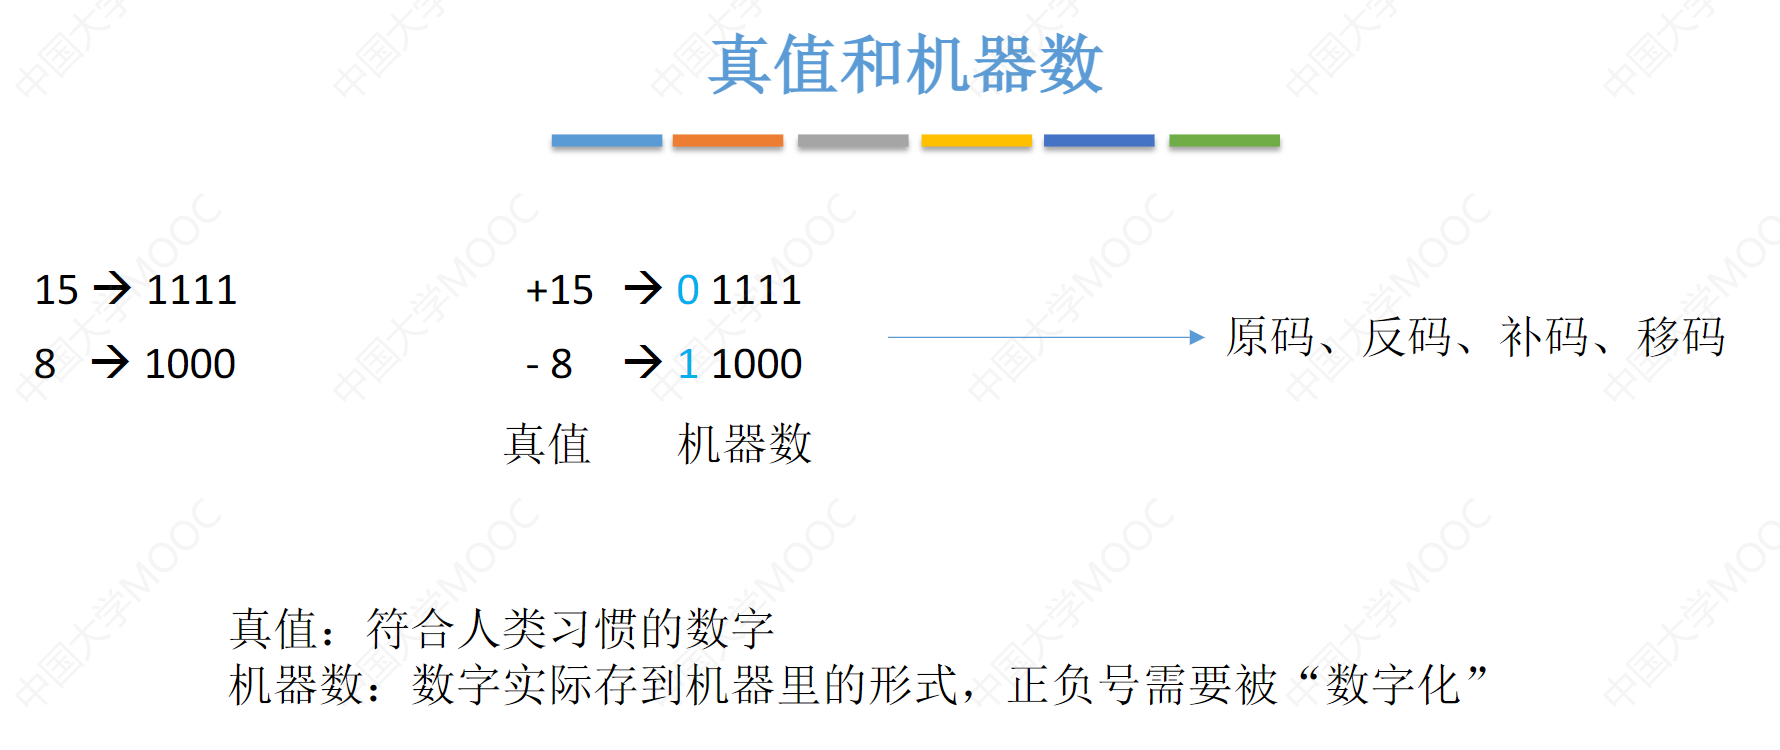 真值和机器数
15 → 1111
+15 → 0 1111
8 → 1000
- 8 → 1 1000
原码、反码、补码、移码
真值 机器数
真值：符合人类习惯的数字
机器数：数字实际存到机器里的形式，正负号需要被“数字化”
中国大学MOOC